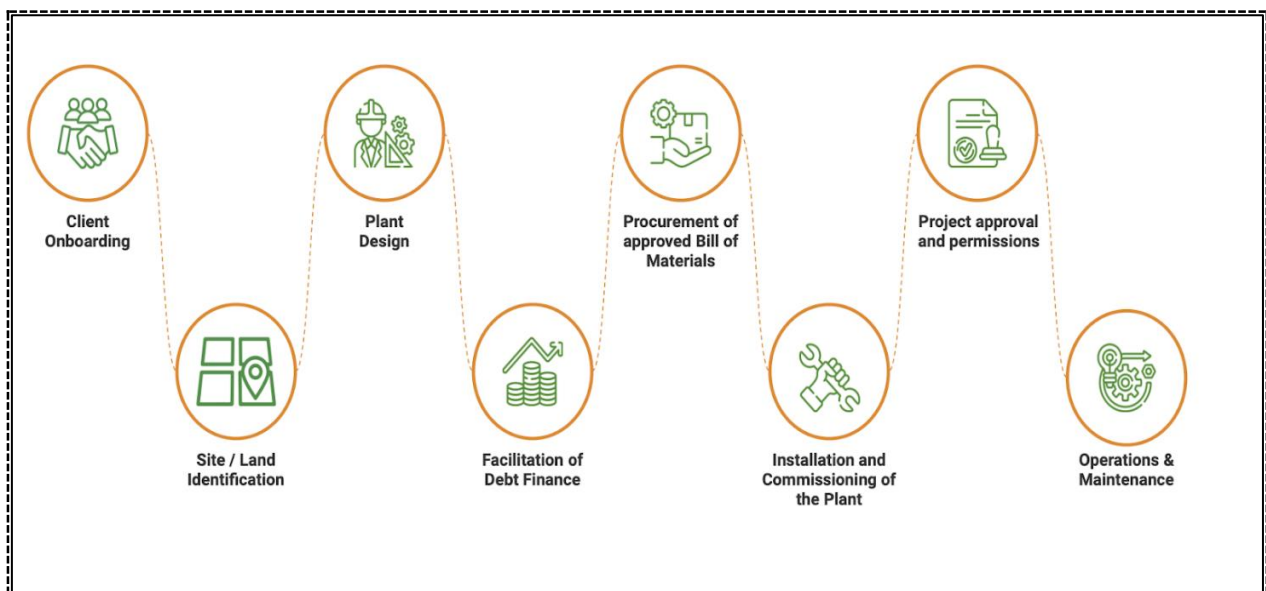 Client
Onboarding
Site / Land
Identification
Plant
Design
Facilitation of
Debt Finance
Procurement of
approved Bill of
Materials
Installation and
Commissioning of
the Plant
Project approval
and permissions
Operations &
Maintenance